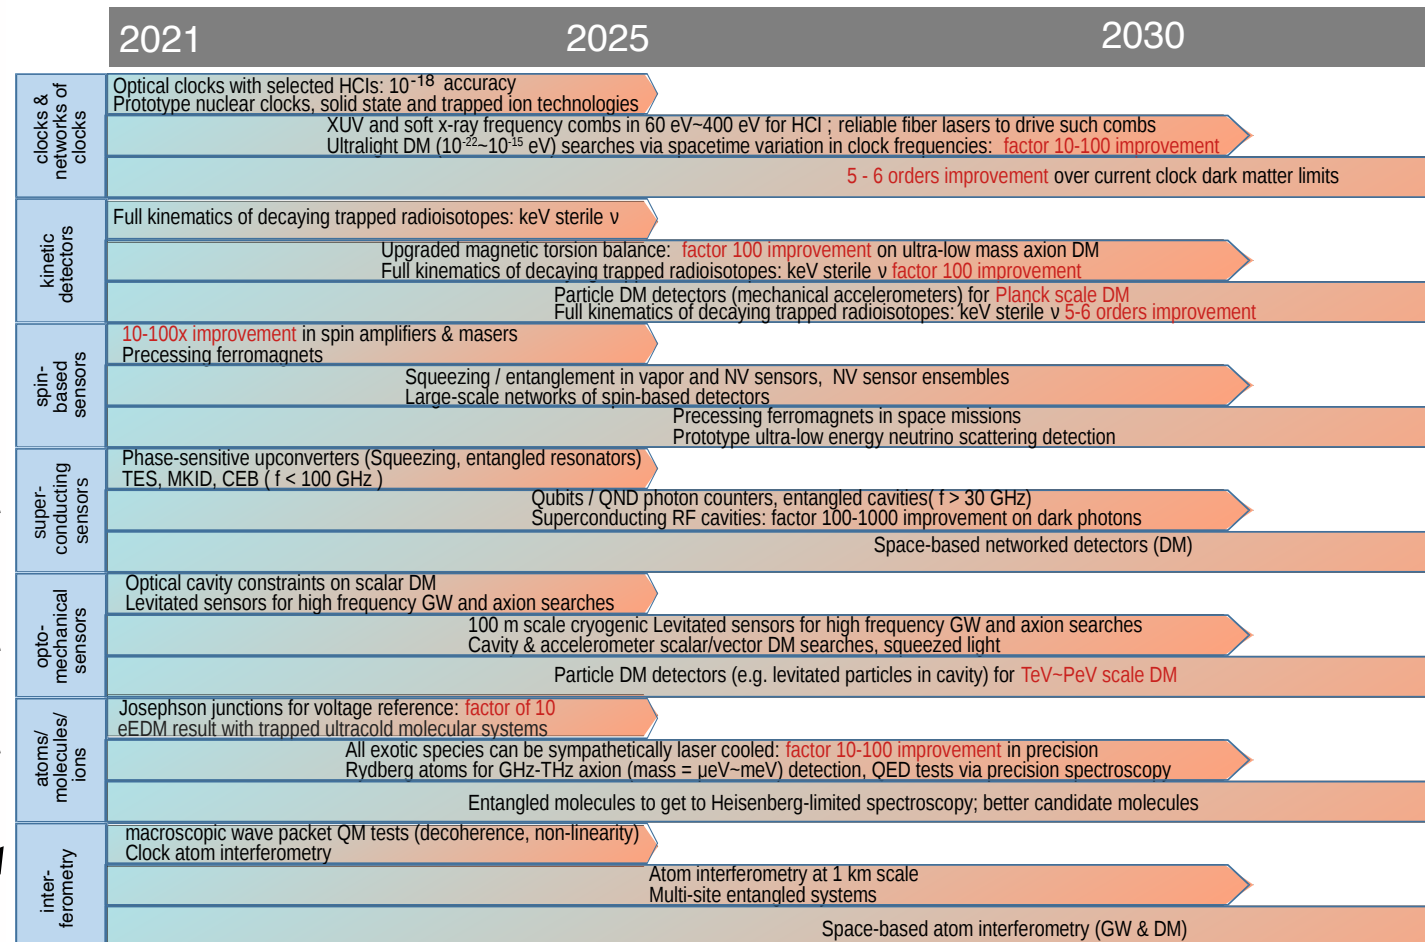 2021 2025 2030
clocks &
networks of
clocks
Optical clocks with selected HCIs: 10⁻¹⁸ accuracy
Prototype nuclear clocks, solid state and trapped ion technologies
XUV and soft x-ray frequency combs in 60 eV~400 eV for HCI ; reliable fiber lasers to drive such combs
Ultralight DM (10⁻²²~10⁻¹⁵ eV) searches via spacetime variation in clock frequencies: factor 10-100 improvement
5 - 6 orders improvement over current clock dark matter limits
kinetic
detectors
Full kinematics of decaying trapped radioisotopes: keV sterile ν
Upgraded magnetic torsion balance: factor 100 improvement on ultra-low mass axion DM
Full kinematics of decaying trapped radioisotopes: keV sterile ν factor 100 improvement
Particle DM detectors (mechanical accelerometers) for Planck scale DM
Full kinematics of decaying trapped radioisotopes: keV sterile ν 5-6 orders improvement
spin-
based
sensors
10-100x improvement in spin amplifiers & masers
Precessing ferromagnets
Squeezing / entanglement in vapor and NV sensors, NV sensor ensembles
Large-scale networks of spin-based detectors
Precessing ferromagnets in space missions
Prototype ultra-low energy neutrino scattering detection
super-
conducting
sensors
Phase-sensitive upconverters (Squeezing, entangled resonators)
TES, MKID, CEB ( f < 100 GHz )
Qubits / QND photon counters, entangled cavities( f > 30 GHz)
Superconducting RF cavities: factor 100-1000 improvement on dark photons
Space-based networked detectors (DM)
opto-
mechanical
sensors
Optical cavity constraints on scalar DM
Levitated sensors for high frequency GW and axion searches
100 m scale cryogenic Levitated sensors for high frequency GW and axion searches
Cavity & accelerometer scalar/vector DM searches, squeezed light
Particle DM detectors (e.g. levitated particles in cavity) for TeV~PeV scale DM
atoms/
molecules/
ions
Josephson junctions for voltage reference: factor of 10
eEDM result with trapped ultracold molecular systems
All exotic species can be sympathetically laser cooled: factor 10-100 improvement in precision
Rydberg atoms for GHz-THz axion (mass = μeV~meV) detection, QED tests via precision spectroscopy
Entangled molecules to get to Heisenberg-limited spectroscopy; better candidate molecules
inter-
ferometry
macroscopic wave packet QM tests (decoherence, non-linearity)
Clock atom interferometry
Atom interferometry at 1 km scale
Multi-site entangled systems
Space-based atom interferometry (GW & DM)